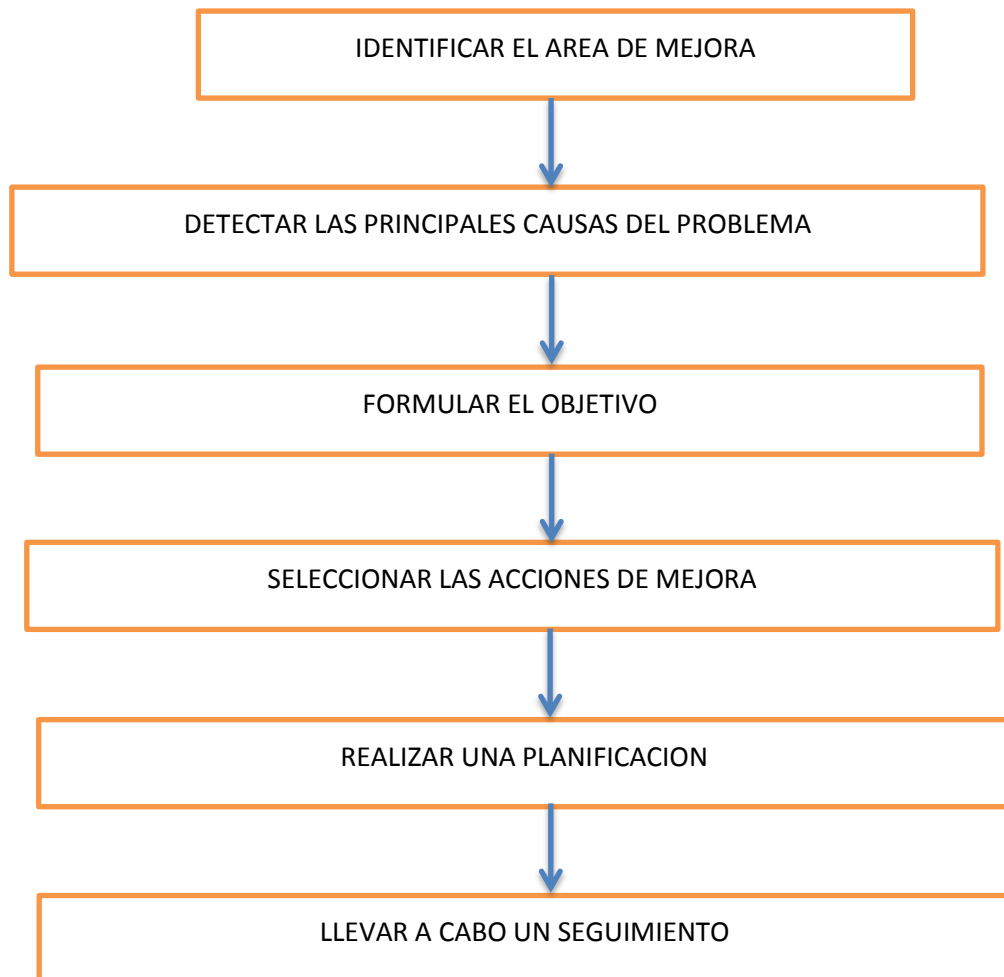 IDENTIFICAR EL AREA DE MEJORA
DETECTAR LAS PRINCIPALES CAUSAS DEL PROBLEMA
FORMULAR EL OBJETIVO
SELECCIONAR LAS ACCIONES DE MEJORA
REALIZAR UNA PLANIFICACION
LLEVAR A CABO UN SEGUIMIENTO